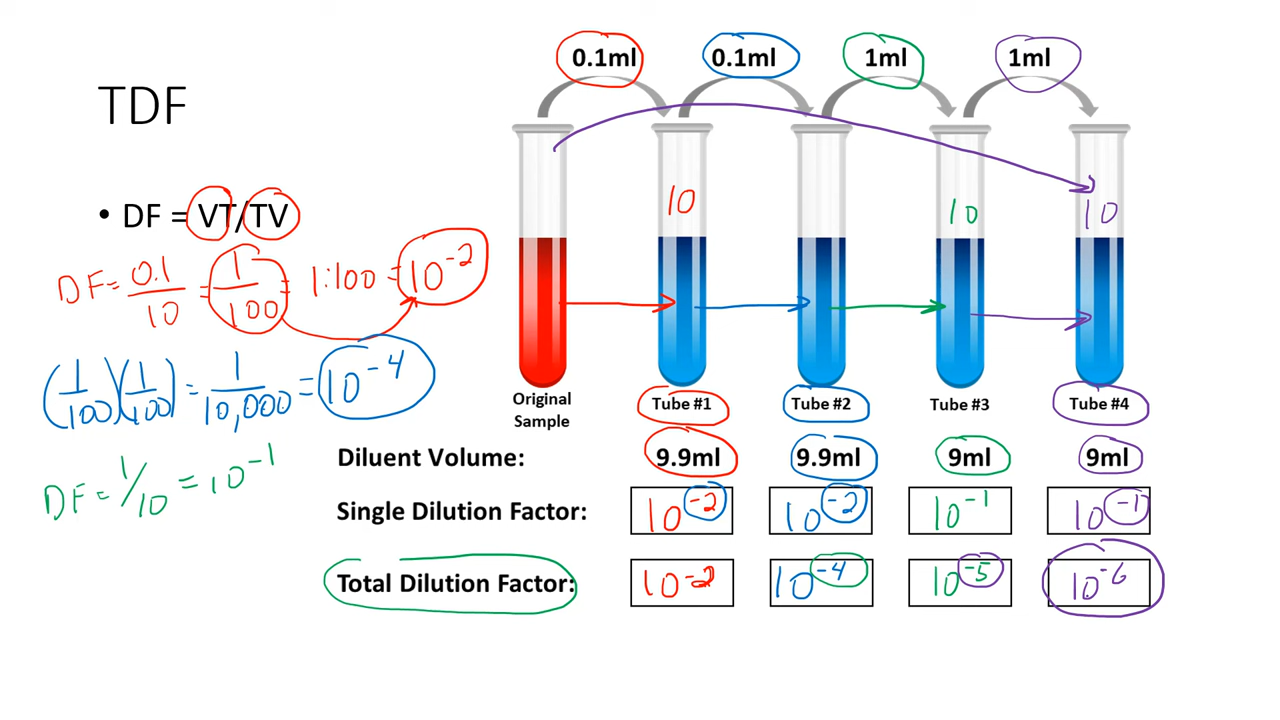 0.1ml 0.1ml 1ml 1ml
TDF
• DF = VT/TV
10 10 10
DF = 0.1/10 = 1/100 = 1:100 = 10^-2
(1/100)(1/100) = 1/10,000 = 10^-4
DF = 1/10 = 10^-1
Original
Sample
Tube #1 Tube #2 Tube #3 Tube #4
Diluent Volume: 9.9ml 9.9ml 9ml 9ml
Single Dilution Factor: 10^-2 10^-2 10^-1 10^-1
Total Dilution Factor: 10^-2 10^-4 10^-5 10^-6